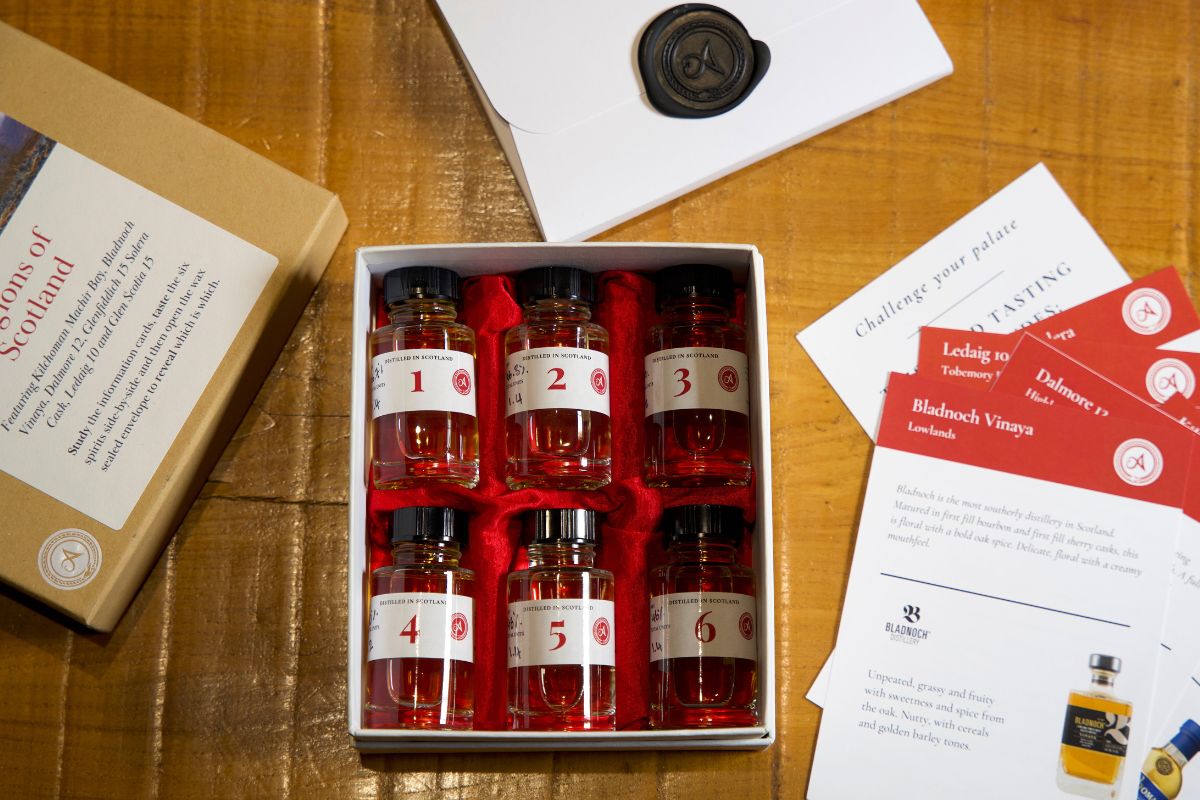 gions of
Scotland
Featuring Kilchoman Machir Bay, Bladnoch
Vinaya, Dalmore 12, Glenfiddich 15 Solera
Cask, Ledaig 10 and Glen Scotia 15
Study the information cards, taste the six
spirits side-by-side and then open the wax
sealed envelope to reveal which is which.
A
A
DISTILLED IN SCOTLAND
1
A
DISTILLED IN SCOTLAND
2
A
DISTILLED IN SCOTLAND
3
A
DISTILLED IN SCOTLAND
4
A
DISTILLED IN SCOTLAND
5
A
DISTILLED IN SCOTLAND
6
A
Challenge your palate
TASTING
Ledaig 10
Tobermory
Dalmore 12
Bladnoch Vinaya
Lowlands
A
Bladnoch is the most southerly distillery in Scotland.
Matured in first fill bourbon and first fill sherry casks, this
is floral with a bold oak spice. Delicate, floral with a creamy
mouthfeel.
B
BLADNOCH
DISTILLERY
Unpeated, grassy and fruity
with sweetness and spice from
the oak. Nutty, with cereals
and golden barley tones.
BLADNOCH